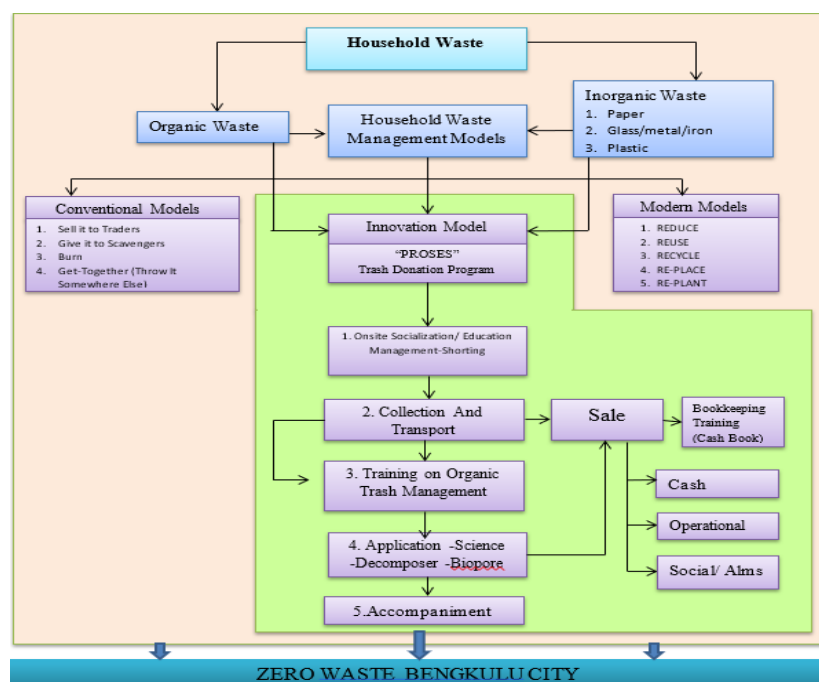 Household Waste
Organic Waste
Household Waste
Management Models
Inorganic Waste
1. Paper
2. Glass/metal/iron
3. Plastic
Conventional Models
1. Sell it to Traders
2. Give it to Scavengers
3. Burn
4. Get-Together (Throw It
Somewhere Else)
Innovation Model
“PROSES”
Trash Donation Program
Modern Models
1. REDUCE
2. REUSE
3. RECYCLE
4. RE-PLACE
5. RE-PLANT
1. Onsite Socialization/ Education
Management-Shorting
2. Collection And
Transport
Sale
Bookkeeping
Training
(Cash Book)
3. Training on Organic
Trash Management
Cash
4. Application -Science
-Decomposer -Biopore
Operational
Social/ Alms
5.Accompaniment
ZERO WASTE BENGKULU CITY